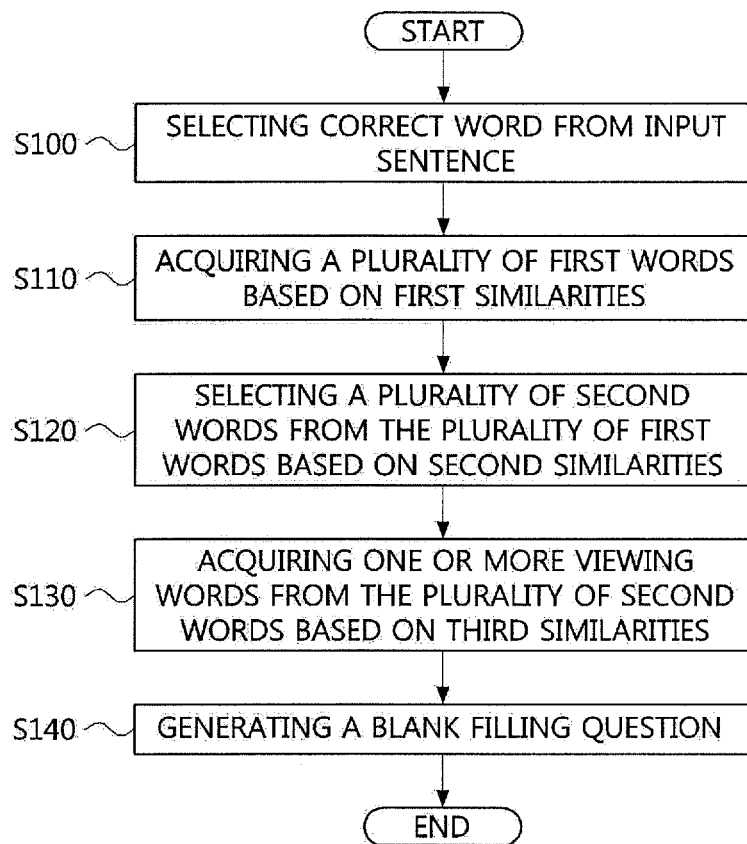 START
S100
SELECTING CORRECT WORD FROM INPUT
SENTENCE
S110
ACQUIRING A PLURALITY OF FIRST WORDS
BASED ON FIRST SIMILARITIES
S120
SELECTING A PLURALITY OF SECOND
WORDS FROM THE PLURALITY OF FIRST
WORDS BASED ON SECOND SIMILARITIES
S130
ACQUIRING ONE OR MORE VIEWING
WORDS FROM THE PLURALITY OF SECOND
WORDS BASED ON THIRD SIMILARITIES
S140
GENERATING A BLANK FILLING QUESTION
END